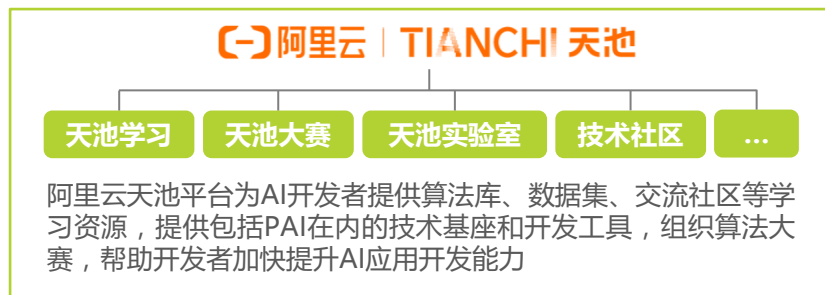 阿里云 | TIANCHI 天池
天池学习 天池大赛 天池实验室 技术社区 ...
阿里云天池平台为AI开发者提供算法库、数据集、交流社区等学
习资源，提供包括PAI在内的技术基座和开发工具，组织算法大
赛，帮助开发者加快提升AI应用开发能力